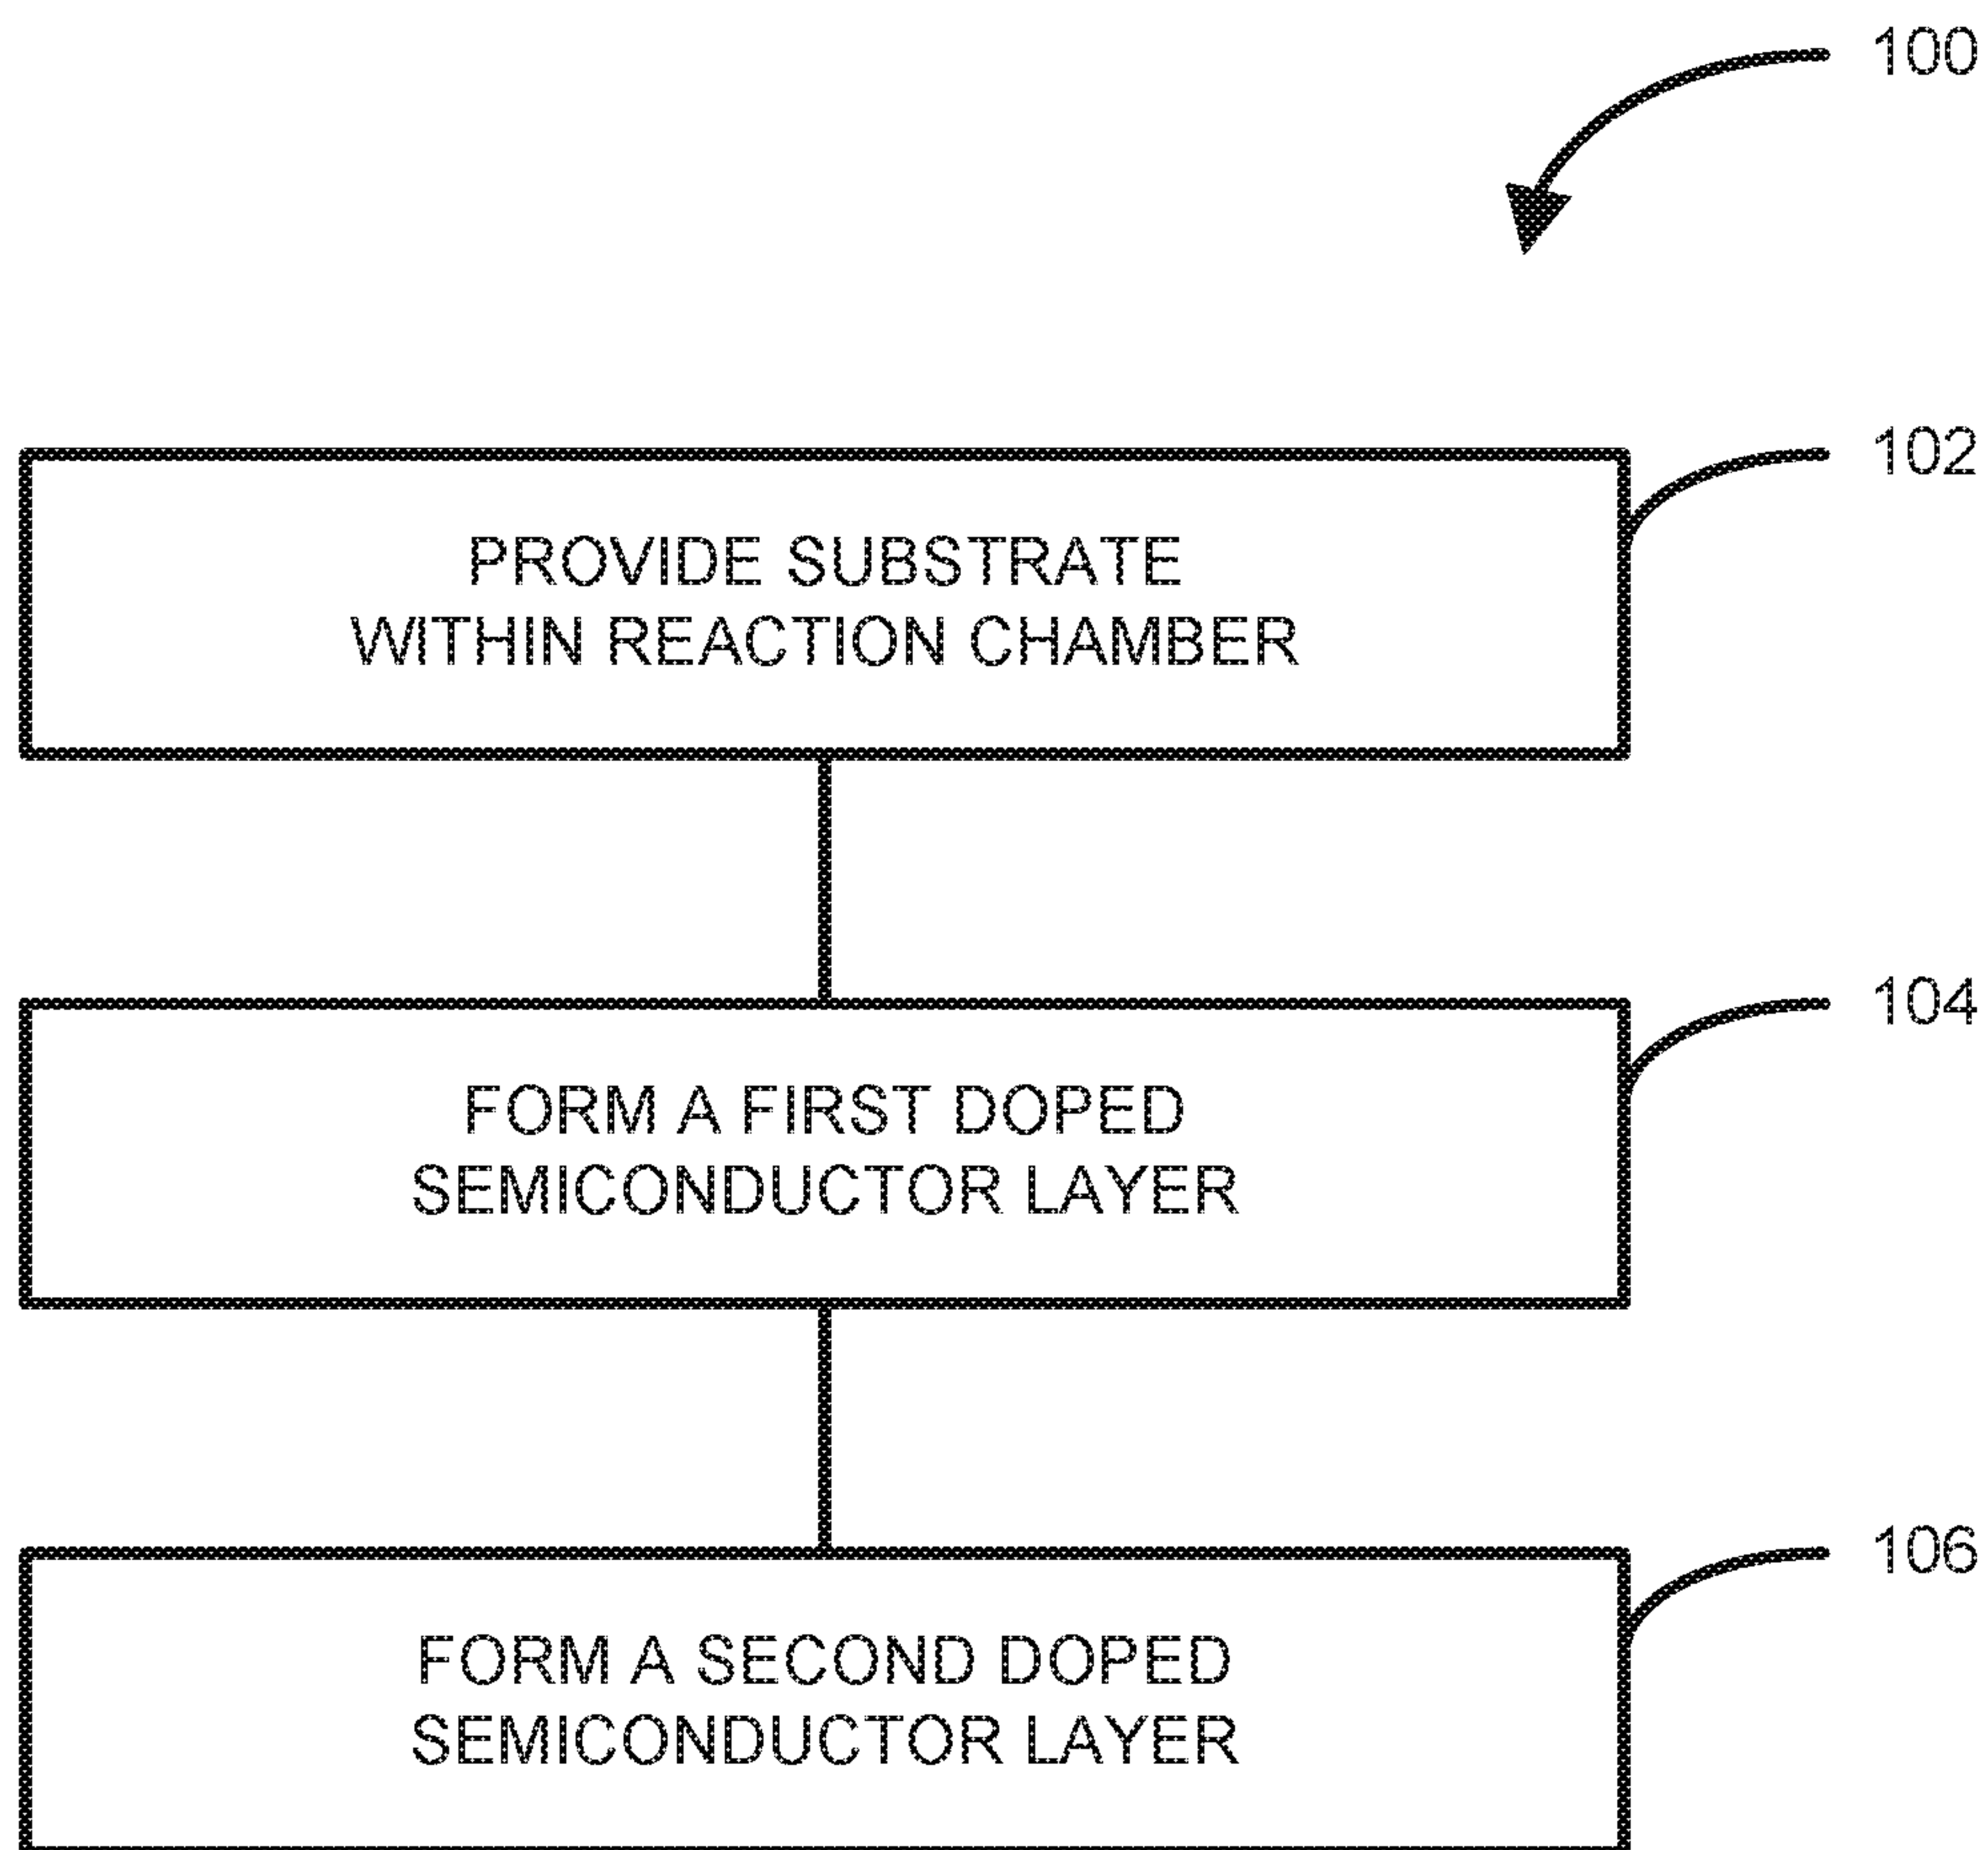 100
102
PROVIDE SUBSTRATE
WITHIN REACTION CHAMBER
104
FORM A FIRST DOPED
SEMICONDUCTOR LAYER
106
FORM A SECOND DOPED
SEMICONDUCTOR LAYER